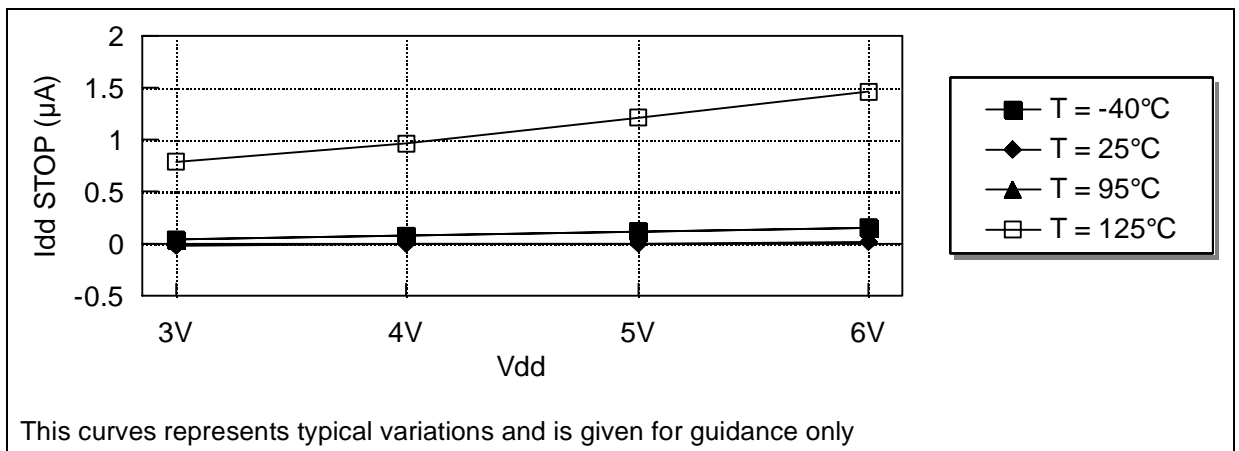 2
1.5
1
0.5
0
-0.5
Idd STOP (µA)
3V 4V 5V 6V
Vdd
T = -40°C
T = 25°C
T = 95°C
T = 125°C
This curves represents typical variations and is given for guidance only